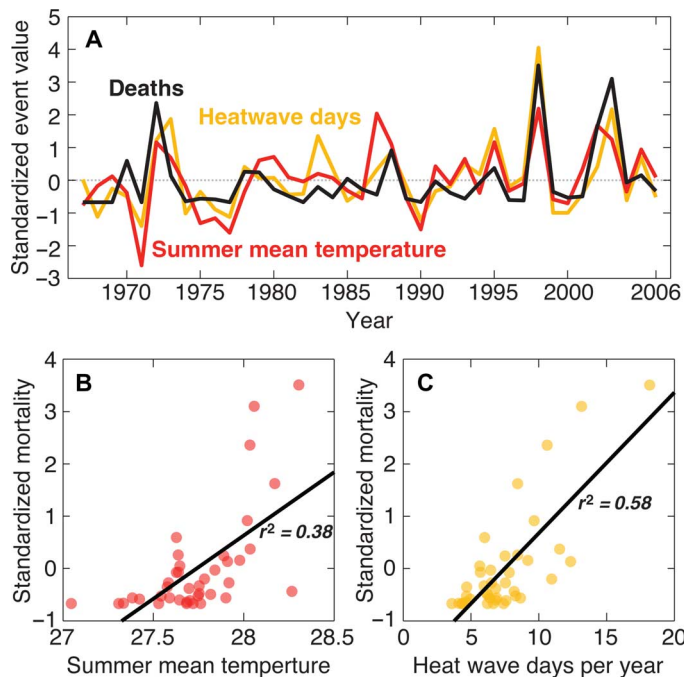 5
4
3
2
1
0
−1
−2
−3
Standardized event value
A
Deaths
Heatwave days
Summer mean temperature
1970 1975 1980 1985 1990 1995 2000 2006
Year
B
4
3
2
1
0
−1
Standardized mortality
r² = 0.38
27 27.5 28 28.5
Summer mean temperture
C
4
3
2
1
0
−1
Standardized mortality
r² = 0.58
0 5 10 15 20
Heat wave days per year